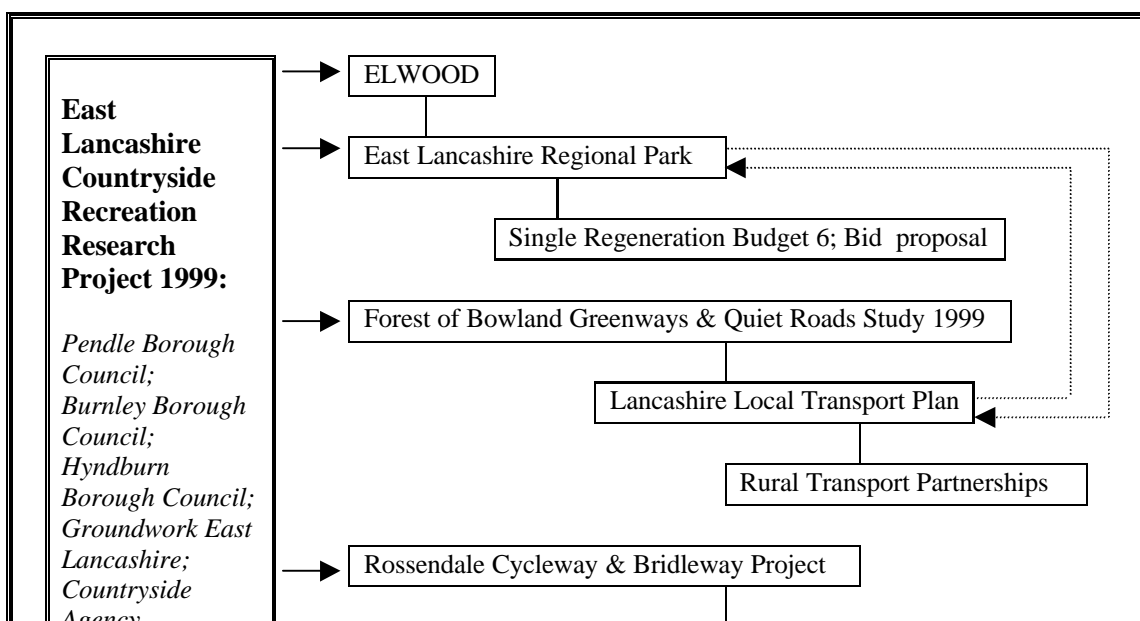 East
Lancashire
Countryside
Recreation
Research
Project 1999:
Pendle Borough
Council;
Burnley Borough
Council;
Hyndburn
Borough Council;
Groundwork East
Lancashire;
Countryside
Agency
ELWOOD
East Lancashire Regional Park
Single Regeneration Budget 6; Bid proposal
Forest of Bowland Greenways & Quiet Roads Study 1999
Lancashire Local Transport Plan
Rural Transport Partnerships
Rossendale Cycleway & Bridleway Project